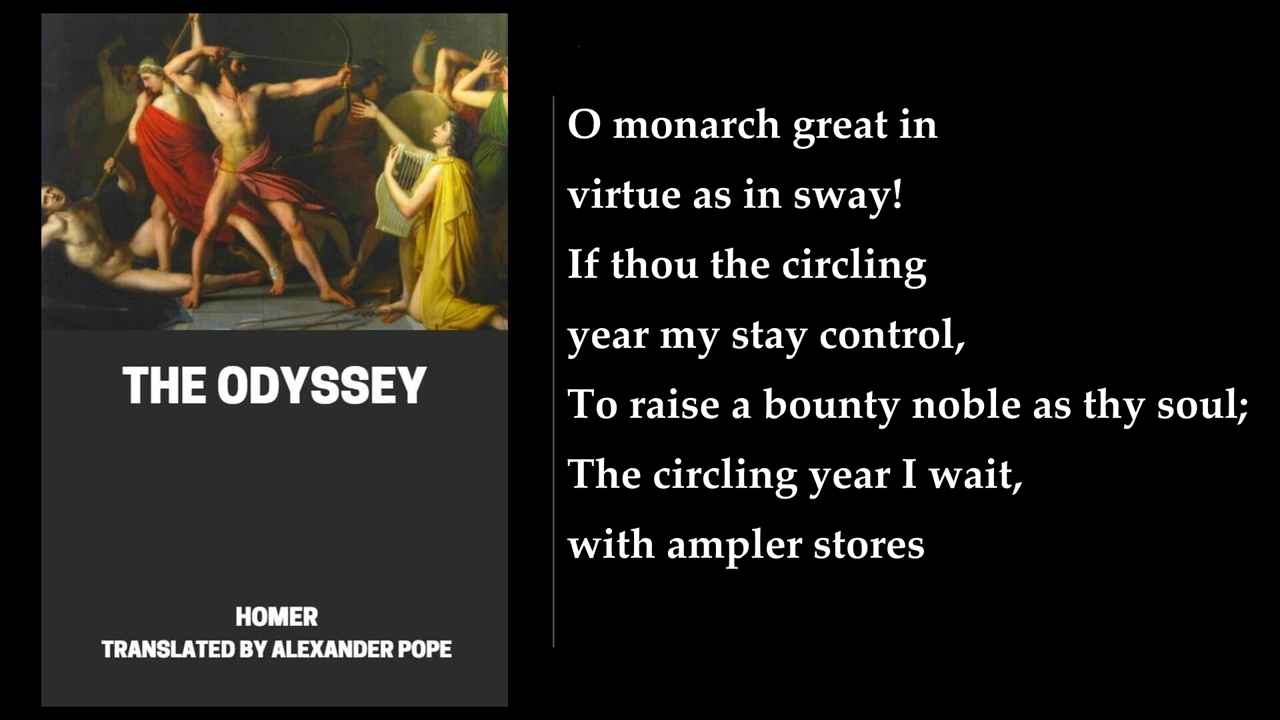 THE ODYSSEY
HOMER
TRANSLATED BY ALEXANDER POPE
O monarch great in
virtue as in sway!
If thou the circling
year my stay control,
To raise a bounty noble as thy soul;
The circling year I wait,
with ampler stores